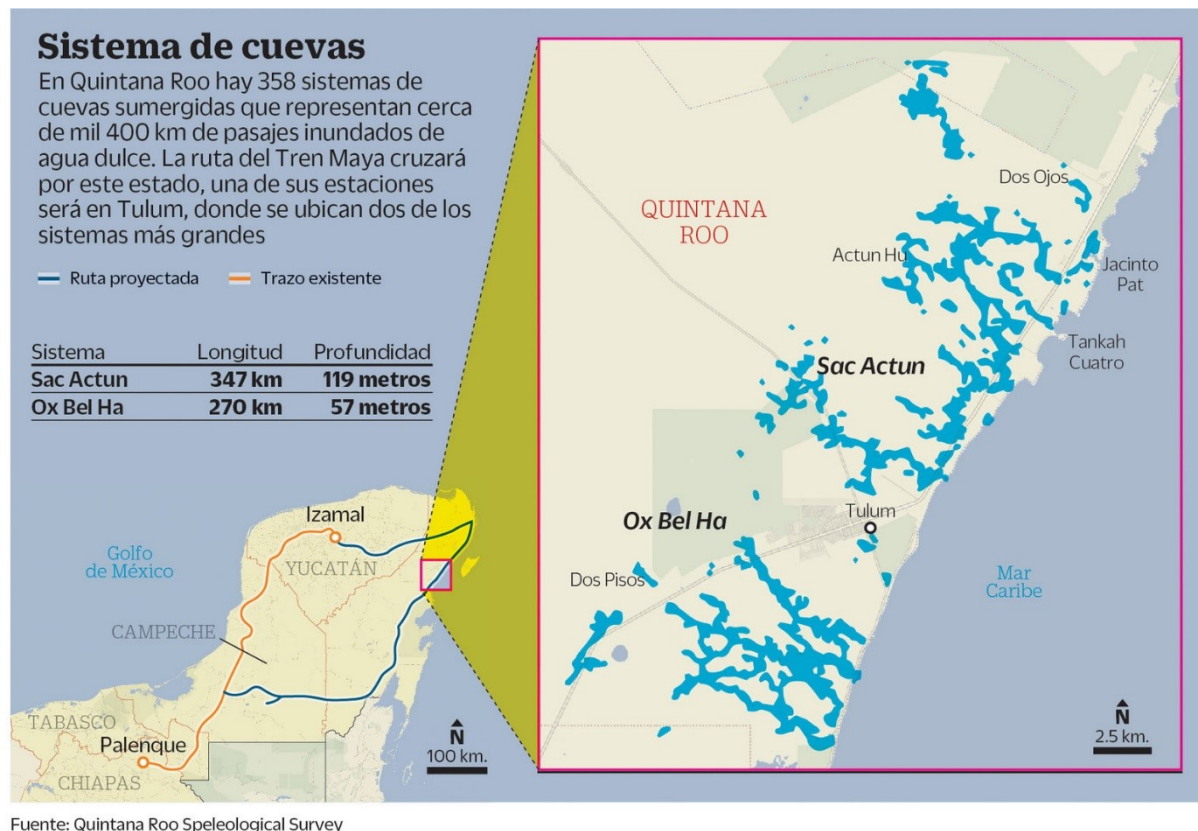 Sistema de cuevas
En Quintana Roo hay 358 sistemas de
cuevas sumergidas que representan cerca
de mil 400 km de pasajes inundados de
agua dulce. La ruta del Tren Maya cruzará
por este estado, una de sus estaciones
será en Tulum, donde se ubican dos de los
sistemas más grandes
Ruta proyectada Trazo existente
Sistema Longitud Profundidad
Sac Actun 347 km 119 metros
Ox Bel Ha 270 km 57 metros
Izamal
Golfo
de México
YUCATÁN
CAMPECHE
TABASCO
Palenque
CHIAPAS
N
100 km.
Dos Ojos
QUINTANA
ROO
Actun Hu
Jacinto
Pat
Tankah
Cuatro
Sac Actun
Tulum
Ox Bel Ha
Dos Pisos
Mar
Caribe
N
2.5 km.
Fuente: Quintana Roo Speleological Survey